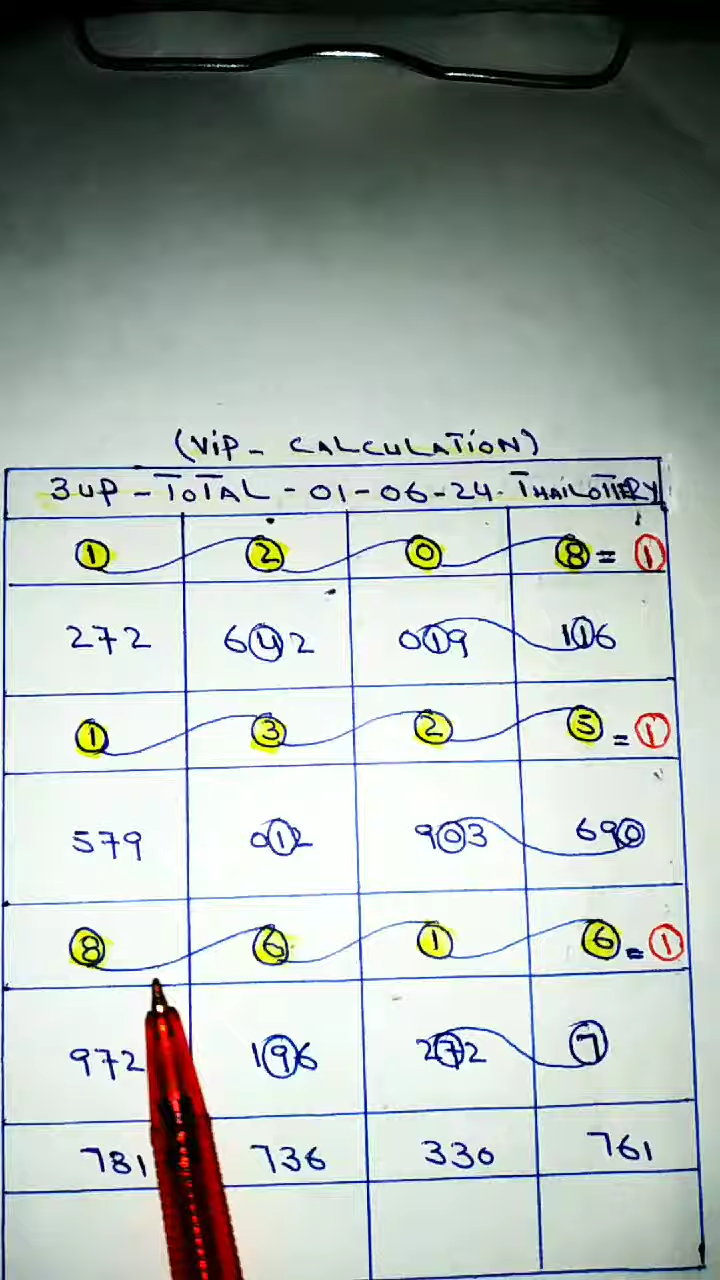 (ViP - CALCULATION)
3UP - TOTAL - 01-06-24. THAILOTTERY
1 2 0 8 = 1
272 642 019 116
1 3 2 5 = 1
579 012 903 690
8 6 1 6 = 1
972 196 272 7
781 736 330 761